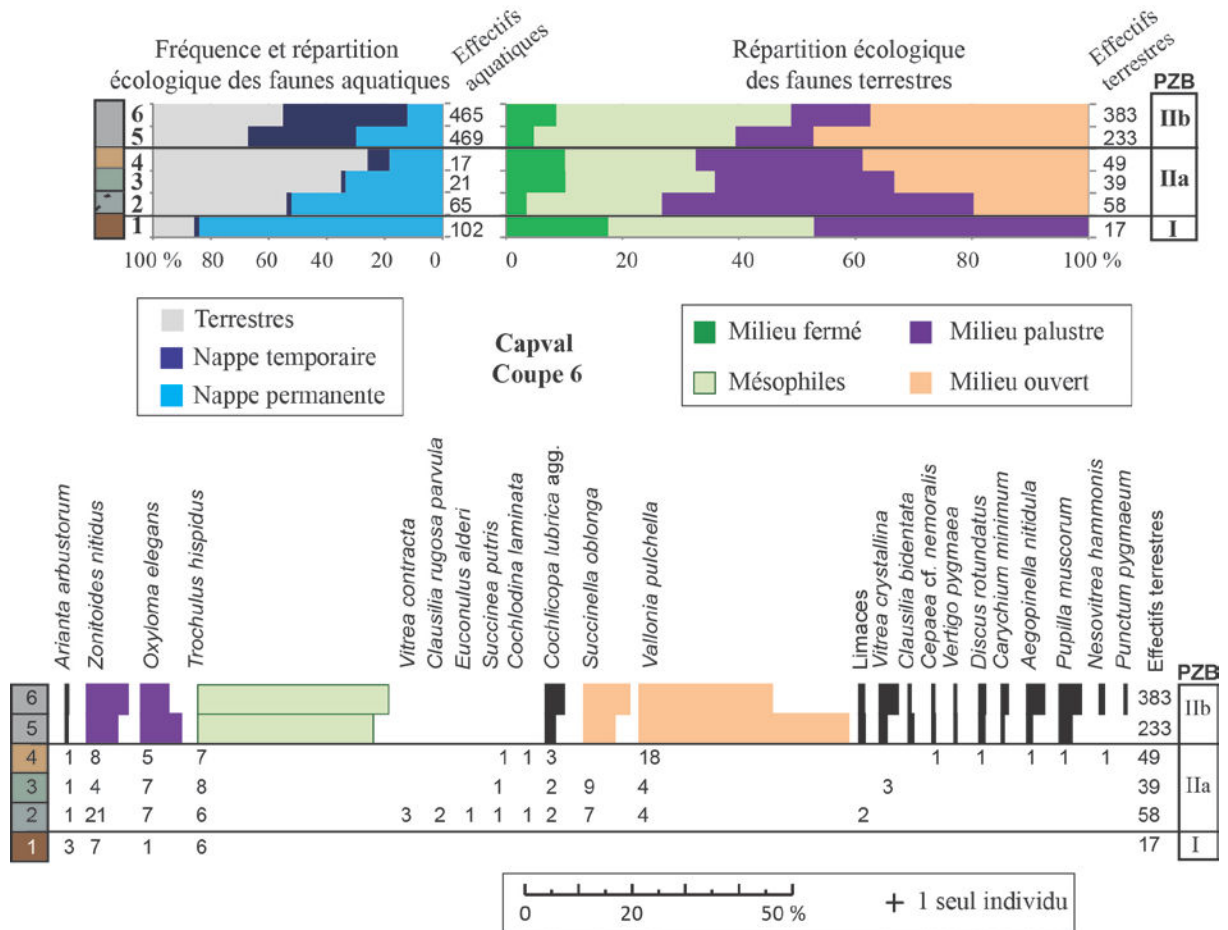 Fréquence et répartition
écologique des faunes aquatiques
Effectifs
aquatiques
Répartition écologique
des faunes terrestres
Effectifs
terrestres
PZB
6 465 383 IIb
5 469 233
4 17 49
3 21 39 IIa
2 65 58
1 102 17 I
100 % 80 60 40 20 0
0 20 40 60 80 100 %
Terrestres
Nappe temporaire
Nappe permanente
Capval
Coupe 6
Milieu fermé
Milieu palustre
Mésophiles
Milieu ouvert
Arianta arbustorum
Zonitoides nitidus
Oxyloma elegans
Trochulus hispidus
Vitrea contracta
Clausilia rugosa parvula
Euconulus alderi
Succinea putris
Cochlodina laminata
Cochlicopa lubrica agg.
Succinella oblonga
Vallonia pulchella
Limaces
Vitrea crystallina
Clausilia bidentata
Cepaea cf. nemoralis
Vertigo pygmaea
Discus rotundatus
Carychium minimum
Aegopinella nitidula
Pupilla muscorum
Nesovitrea hammonis
Punctum pygmaeum
Effectifs terrestres
PZB
6 383 IIb
5 233
4 1 8 5 7 1 1 3 18 1 1 1 1 1 49
3 1 4 7 8 1 2 9 4 3 39 IIa
2 1 21 7 6 3 2 1 1 1 2 7 4 2 58
1 3 7 1 6 17 I
0 20 50 %
+ 1 seul individu